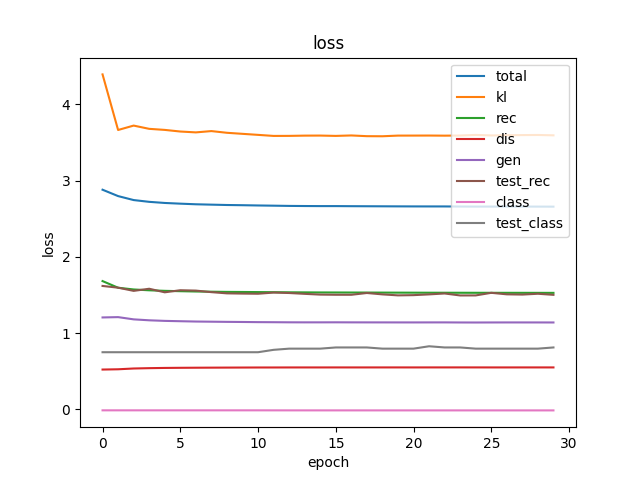 loss
total
kl
rec
dis
gen
test_rec
class
test_class
loss
4
3
2
1
0
0
5
10
15
20
25
30
epoch